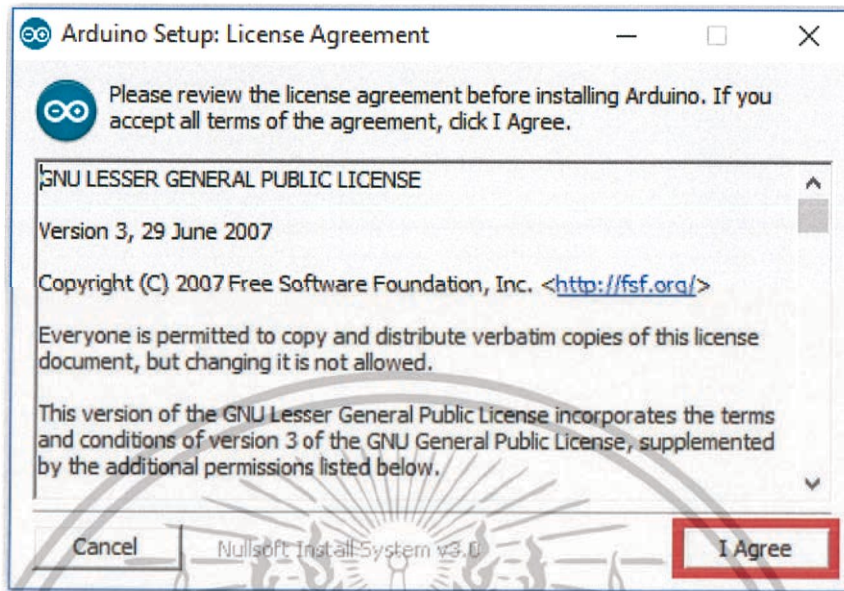 Arduino Setup: License Agreement
Please review the license agreement before installing Arduino. If you
accept all terms of the agreement, click I Agree.
GNU LESSER GENERAL PUBLIC LICENSE
Version 3, 29 June 2007
Copyright (C) 2007 Free Software Foundation, Inc. <http://fsf.org/>
Everyone is permitted to copy and distribute verbatim copies of this license
document, but changing it is not allowed.
This version of the GNU Lesser General Public License incorporates the terms
and conditions of version 3 of the GNU General Public License, supplemented
by the additional permissions listed below.
Cancel
Nullsoft Install System v3.0
I Agree